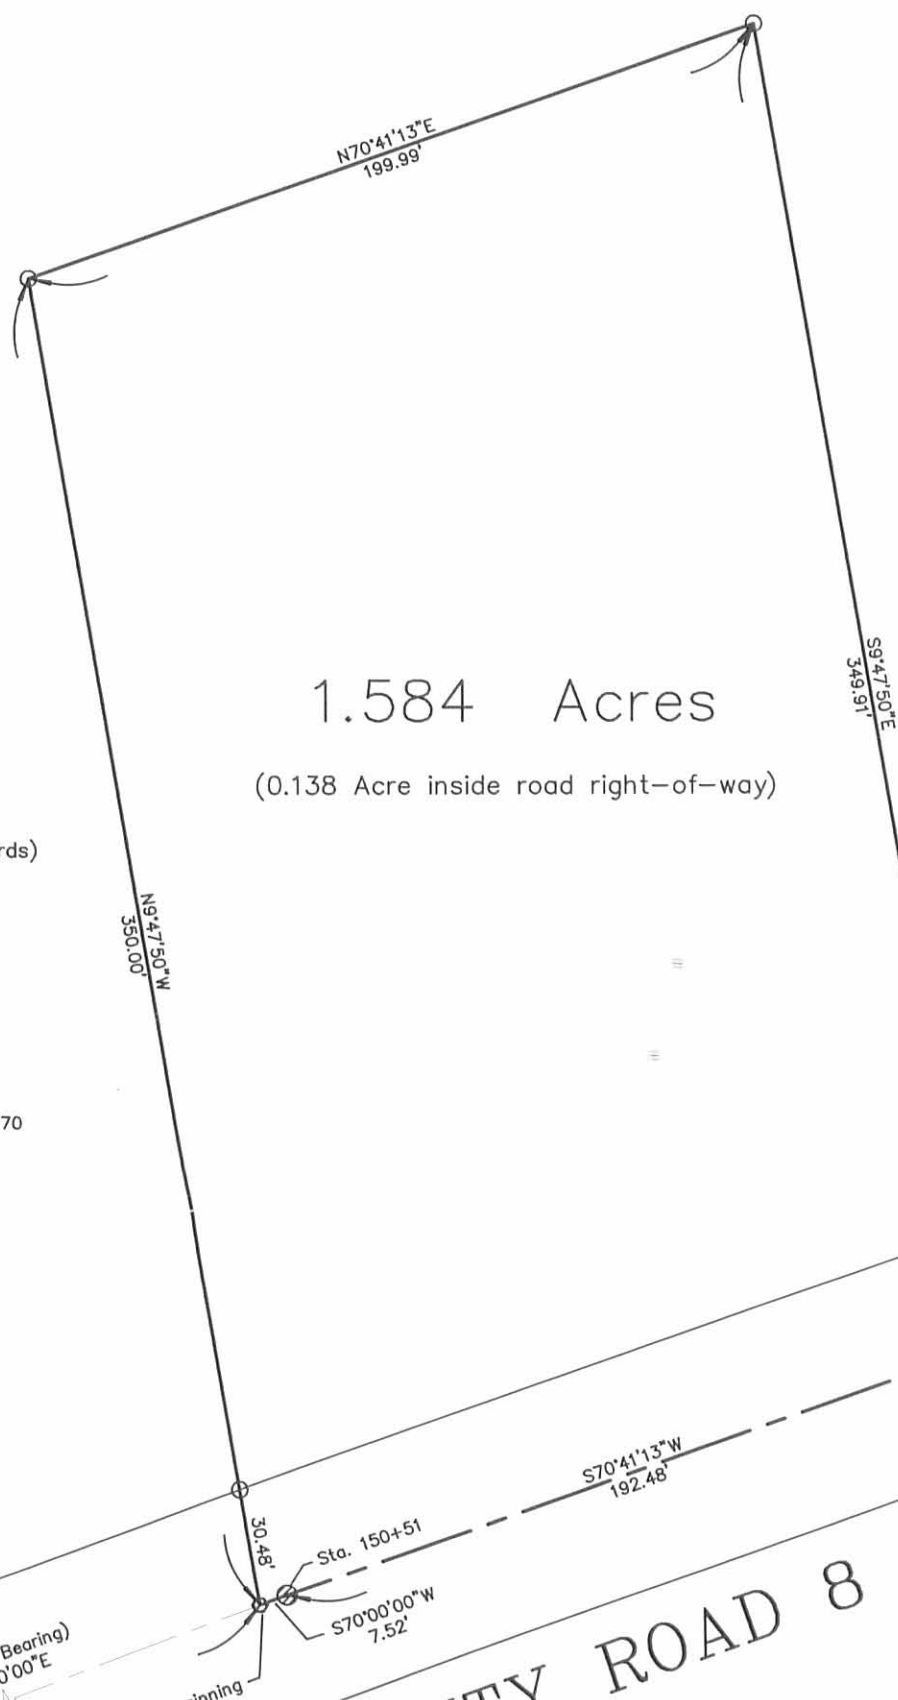 N70°41'13"E
199.99'
S9°47'50"E
349.91'
1.584 Acres
(0.138 Acre inside road right-of-way)
rds)
N9°47'50"W
350.00'
70
S70°41'13"W
192.48'
30.48'
Sta. 150+51
S70°00'00"W
7.52'
Bearing)
0'00"E
inning
TY ROAD 8